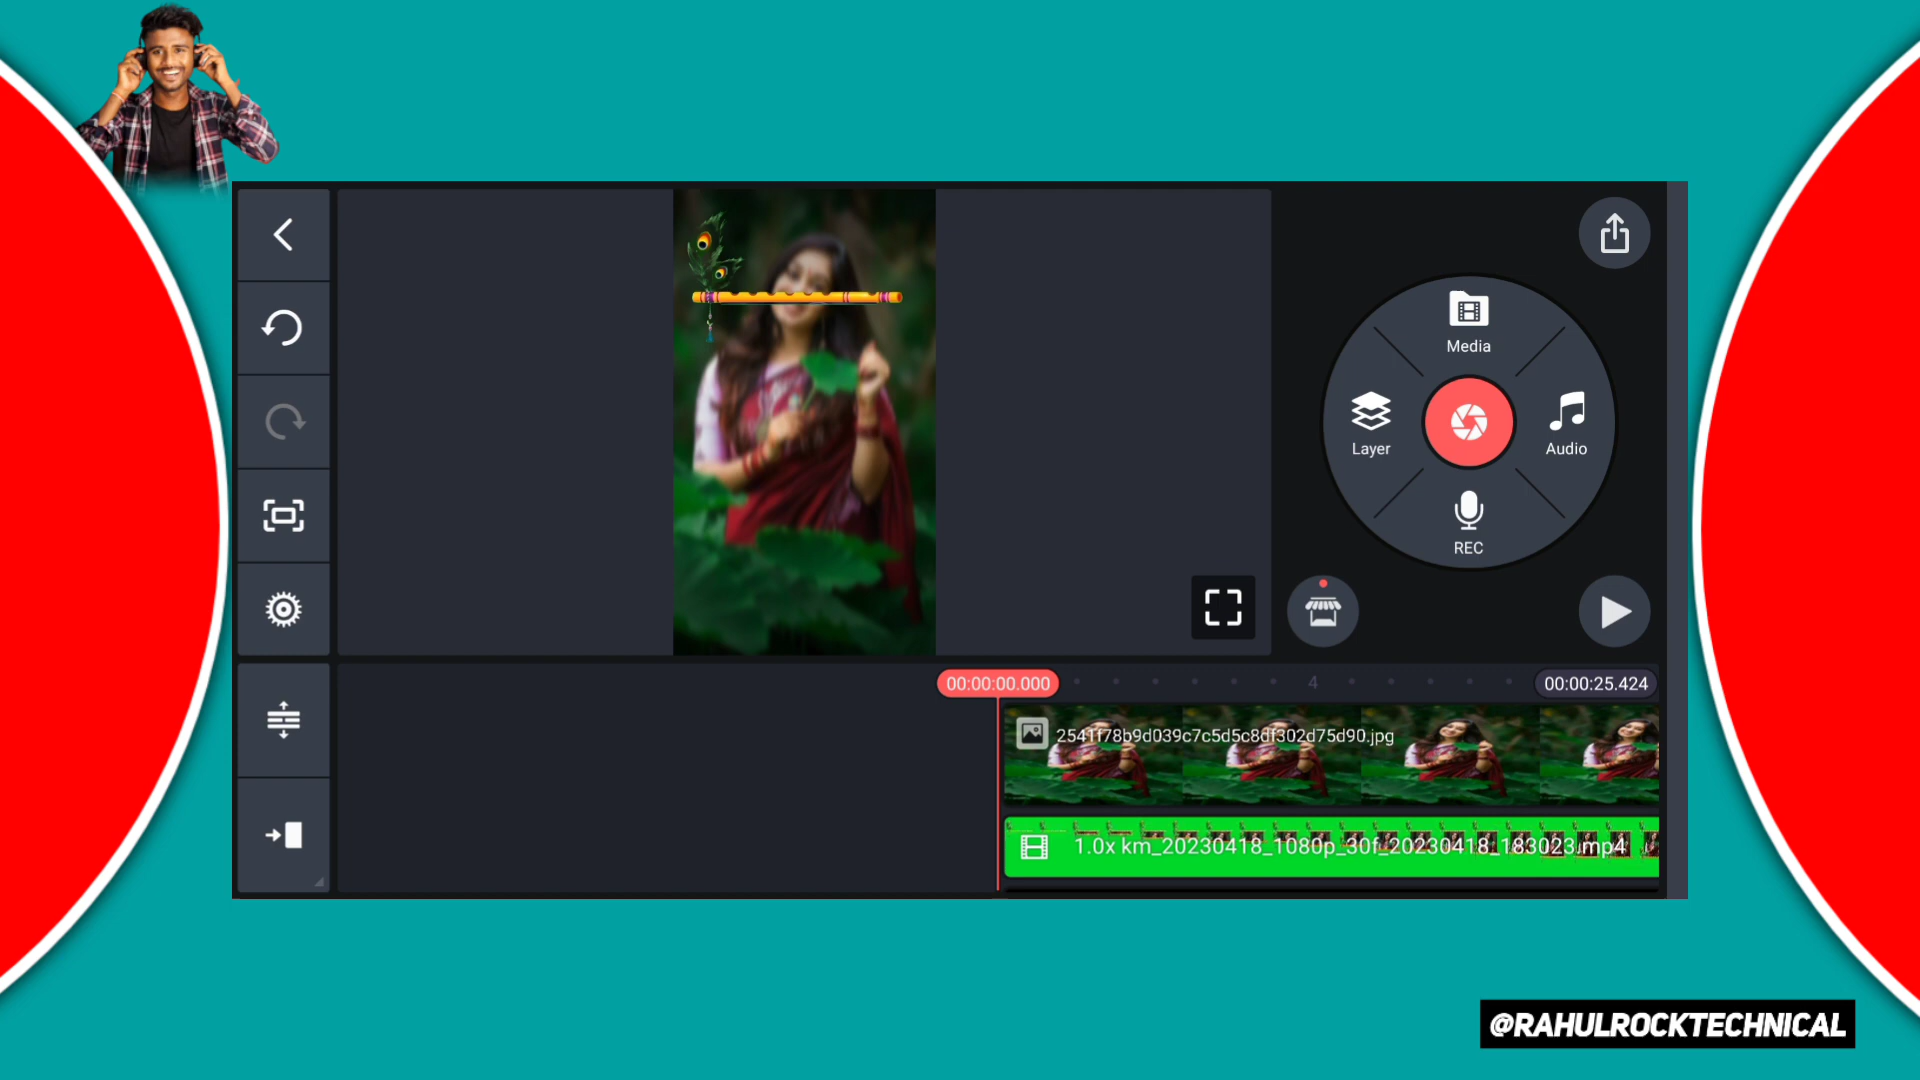 Media
Layer
Audio
REC
00:00:00.000
4
00:00:25.424
2541f78b9d039c7c5d5c8df302d75d90.jpg
1.0x km_20230418_1080p_30f_20230418_183023.mp4
@RAHULROCKTECHNICAL